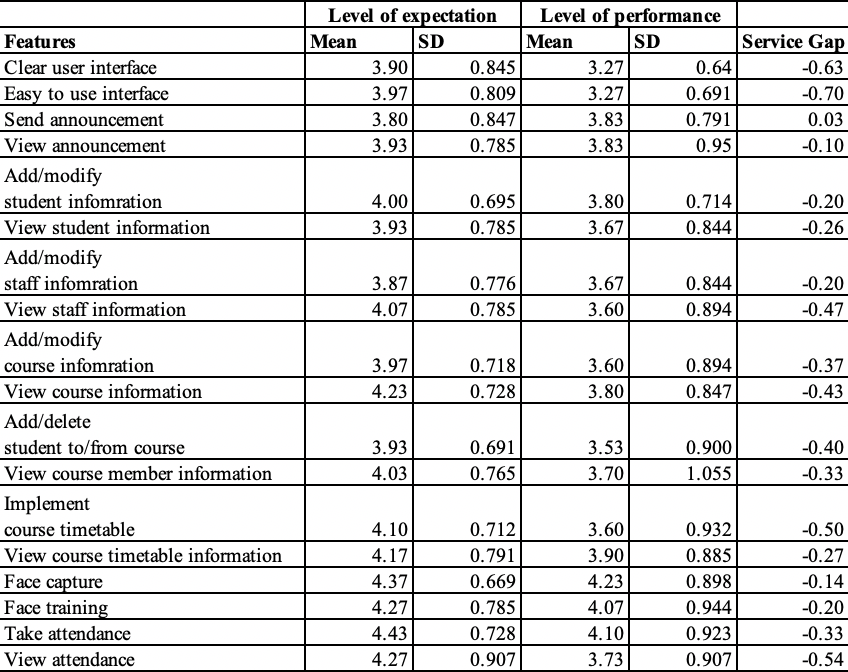 Level of expectation Level of performance
Features Mean SD Mean SD Service Gap
Clear user interface 3.90 0.845 3.27 0.64 -0.63
Easy to use interface 3.97 0.809 3.27 0.691 -0.70
Send announcement 3.80 0.847 3.83 0.791 0.03
View announcement 3.93 0.785 3.83 0.95 -0.10
Add/modify
student infomration 4.00 0.695 3.80 0.714 -0.20
View student information 3.93 0.785 3.67 0.844 -0.26
Add/modify
staff infomration 3.87 0.776 3.67 0.844 -0.20
View staff information 4.07 0.785 3.60 0.894 -0.47
Add/modify
course infomration 3.97 0.718 3.60 0.894 -0.37
View course information 4.23 0.728 3.80 0.847 -0.43
Add/delete
student to/from course 3.93 0.691 3.53 0.900 -0.40
View course member information 4.03 0.765 3.70 1.055 -0.33
Implement
course timetable 4.10 0.712 3.60 0.932 -0.50
View course timetable information 4.17 0.791 3.90 0.885 -0.27
Face capture 4.37 0.669 4.23 0.898 -0.14
Face training 4.27 0.785 4.07 0.944 -0.20
Take attendance 4.43 0.728 4.10 0.923 -0.33
View attendance 4.27 0.907 3.73 0.907 -0.54